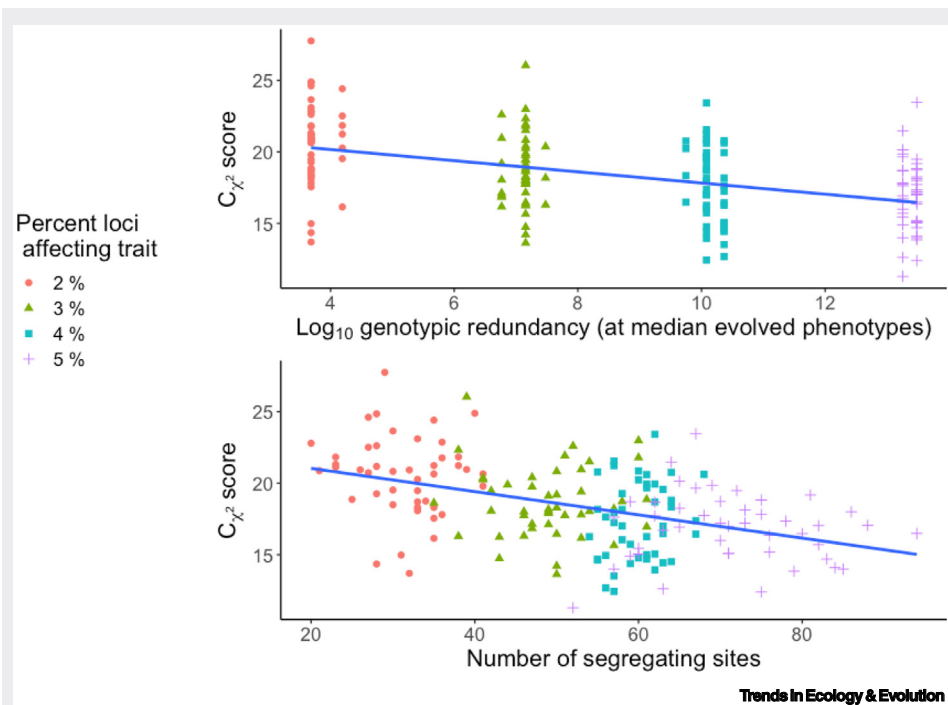 25
20
15
Cχ² score
4 6 8 10 12
Log₁₀ genotypic redundancy (at median evolved phenotypes)
Percent loci
affecting trait
2 %
3 %
4 %
5 %
25
20
15
Cχ² score
20 40 60 80
Number of segregating sites
Trends in Ecology & Evolution